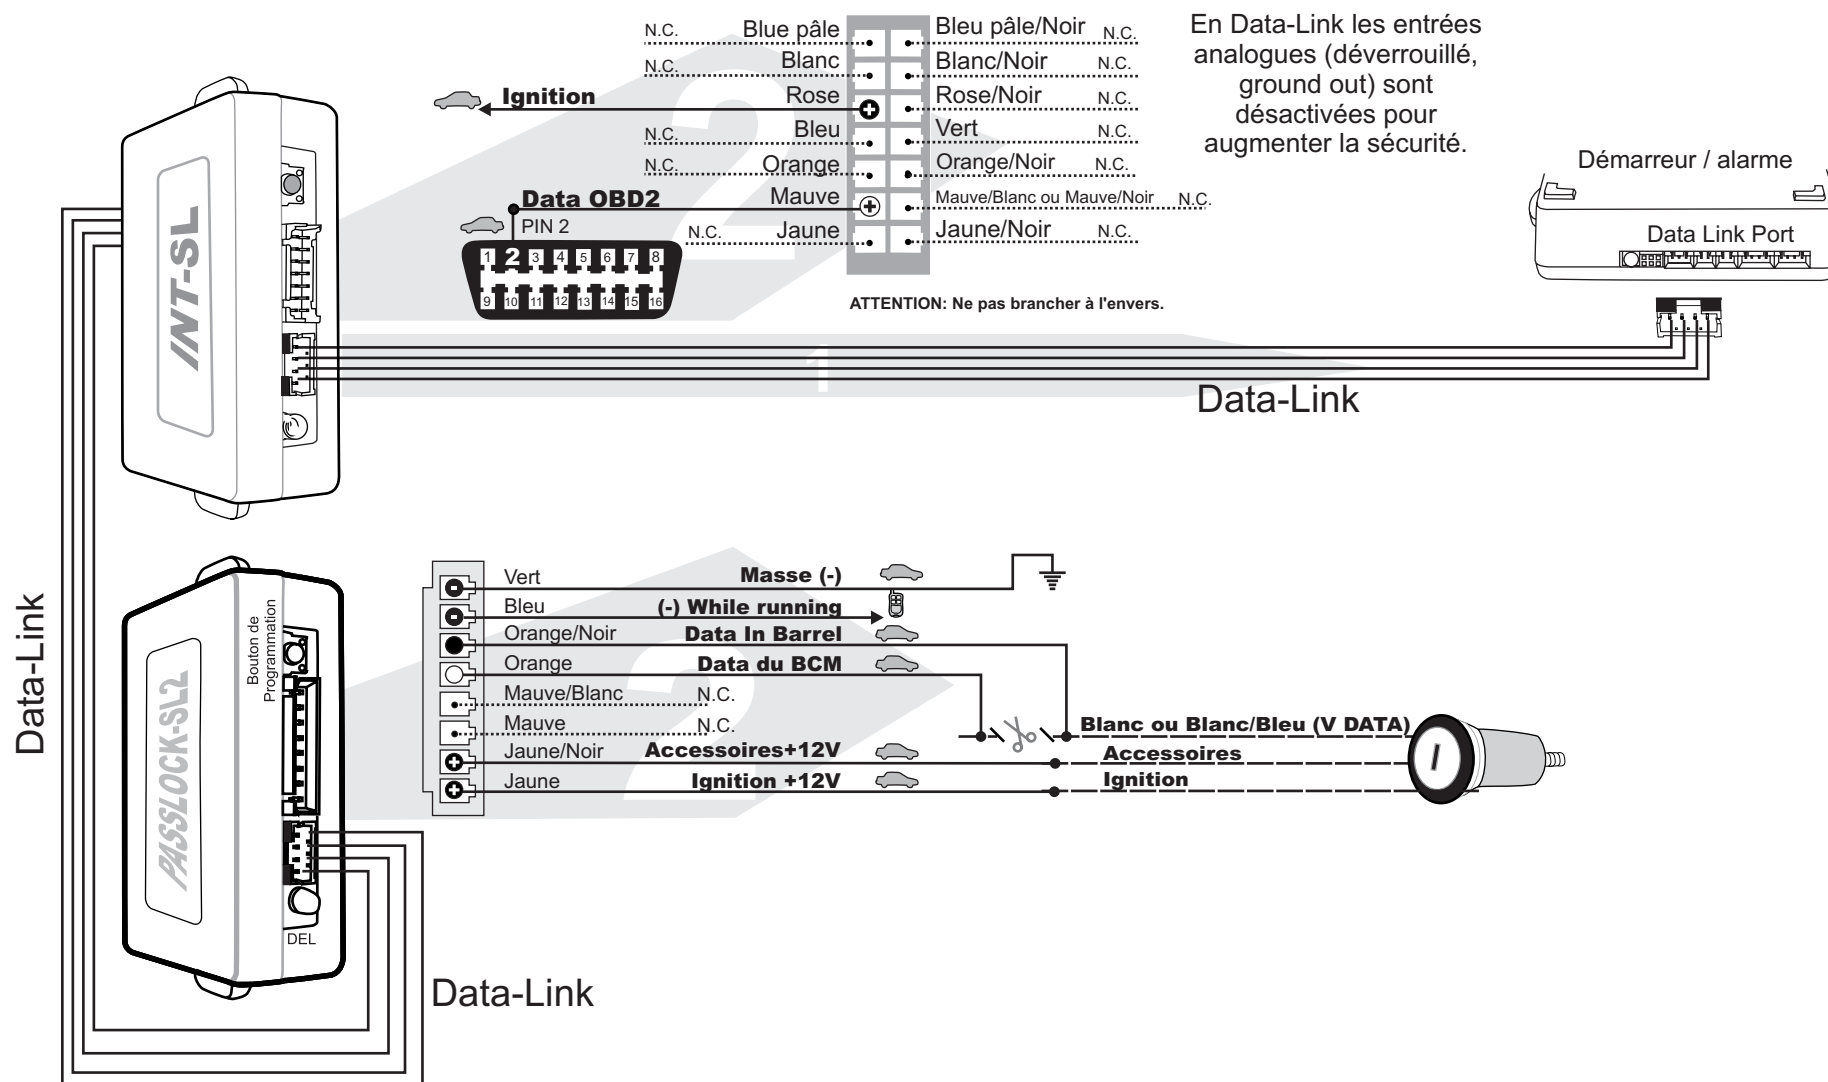 N.C. Blue pâle Bleu pâle/Noir N.C.
N.C. Blanc Blanc/Noir N.C.
Ignition Rose Rose/Noir N.C.
N.C. Bleu Vert N.C.
N.C. Orange Orange/Noir N.C.
Data OBD2 Mauve Mauve/Blanc ou Mauve/Noir N.C.
PIN 2
N.C. Jaune Jaune/Noir N.C.
1 2 3 4 5 6 7 8
9 10 11 12 13 14 15 16
2
ATTENTION: Ne pas brancher à l'envers.
En Data-Link les entrées
analogues (déverrouillé,
ground out) sont
désactivées pour
augmenter la sécurité.
Démarreur / alarme
Data Link Port
INT-SL
1
Data-Link
Data-Link
Bouton de
Programmation
PASSLOCK-SL2
DEL
Vert Masse (-)
Bleu (-) While running
Orange/Noir Data In Barrel
Orange Data du BCM
Mauve/Blanc N.C.
Mauve N.C.
Jaune/Noir Accessoires+12V
Jaune Ignition +12V
2
Blanc ou Blanc/Bleu (V DATA)
Accessoires
Ignition
Data-Link